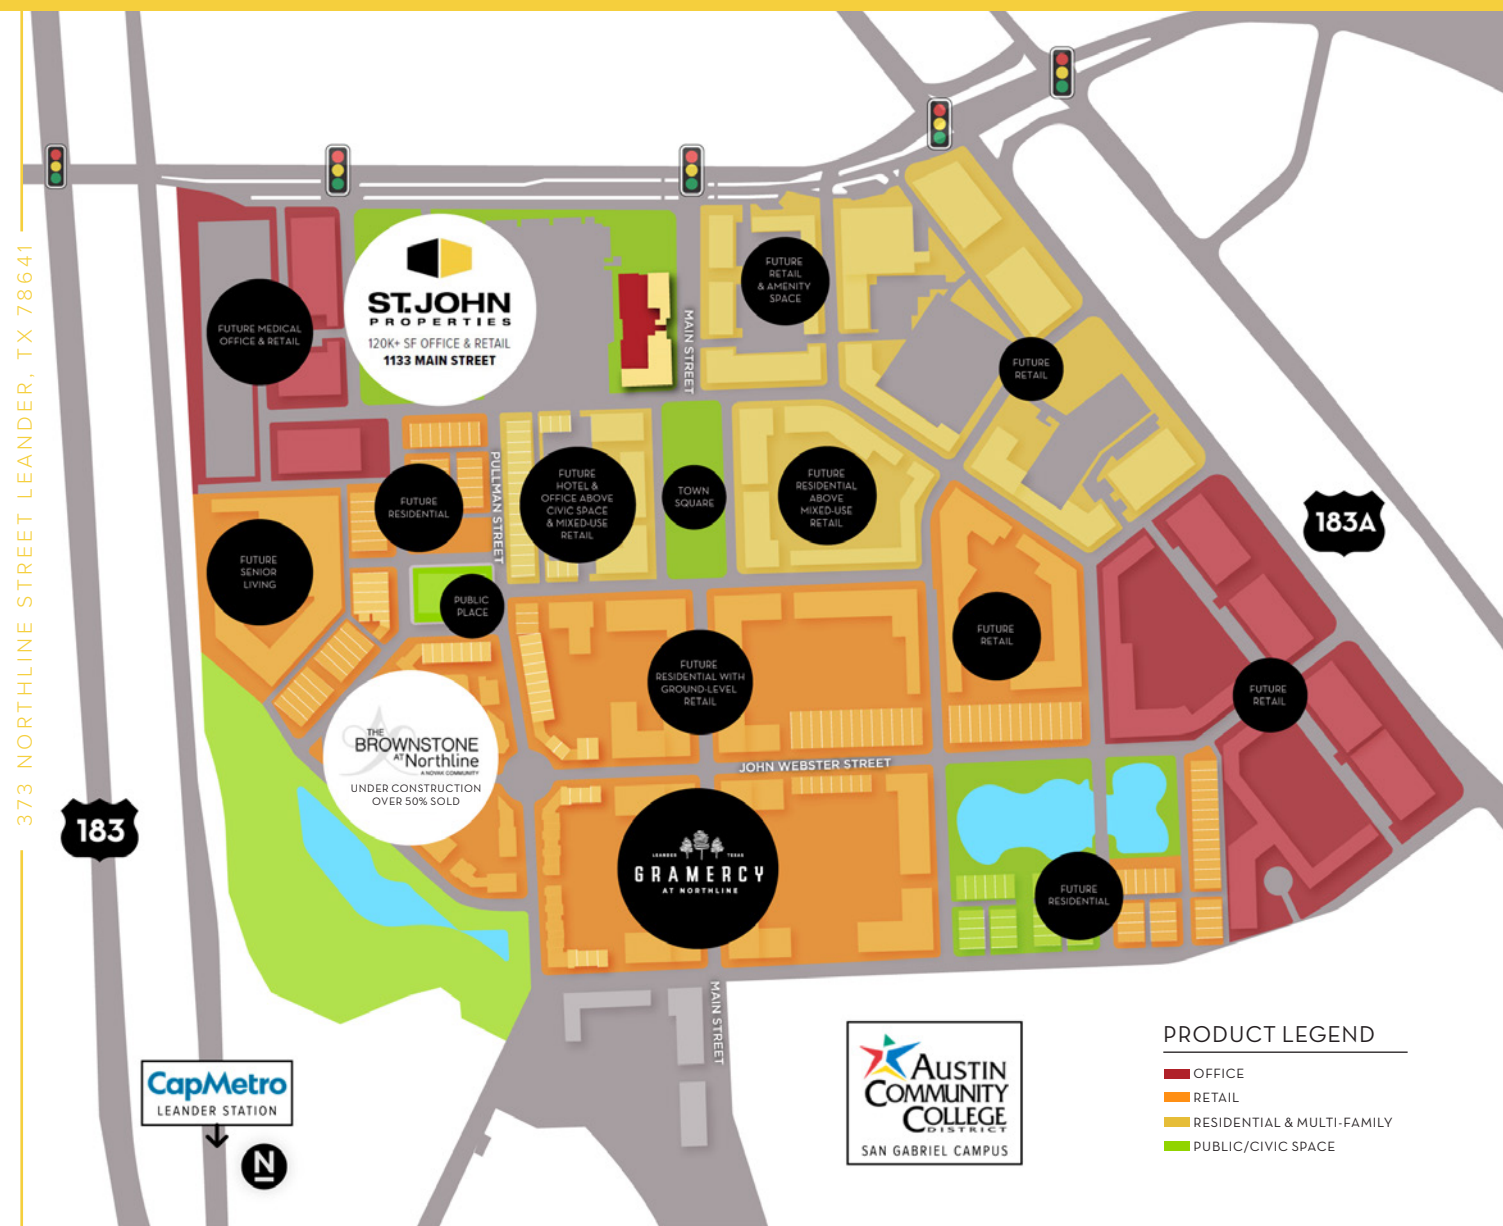 373 NORTHLINE STREET LEANDER, TX 78641
ST.JOHN
PROPERTIES
120K+ SF OFFICE & RETAIL
1133 MAIN STREET
FUTURE MEDICAL
OFFICE & RETAIL
MAIN STREET
FUTURE
RETAIL
& AMENITY
SPACE
FUTURE
RETAIL
FUTURE
RESIDENTIAL
PULLMAN STREET
FUTURE
HOTEL &
OFFICE ABOVE
CIVIC SPACE
& MIXED-USE
RETAIL
TOWN
SQUARE
FUTURE
RESIDENTIAL
ABOVE
MIXED-USE
RETAIL
183A
FUTURE
SENIOR
LIVING
PUBLIC
PLACE
FUTURE
RESIDENTIAL WITH
GROUND-LEVEL
RETAIL
FUTURE
RETAIL
FUTURE
RETAIL
THE
BROWNSTONE
AT Northline
A NOVAK COMMUNITY
UNDER CONSTRUCTION
OVER 50% SOLD
JOHN WEBSTER STREET
183
LEANDER TEXAS
GRAMERCY
AT NORTHLINE
FUTURE
RESIDENTIAL
MAIN STREET
CapMetro
LEANDER STATION
N
AUSTIN
COMMUNITY
COLLEGE
DISTRICT
SAN GABRIEL CAMPUS
PRODUCT LEGEND
OFFICE
RETAIL
RESIDENTIAL & MULTI-FAMILY
PUBLIC/CIVIC SPACE